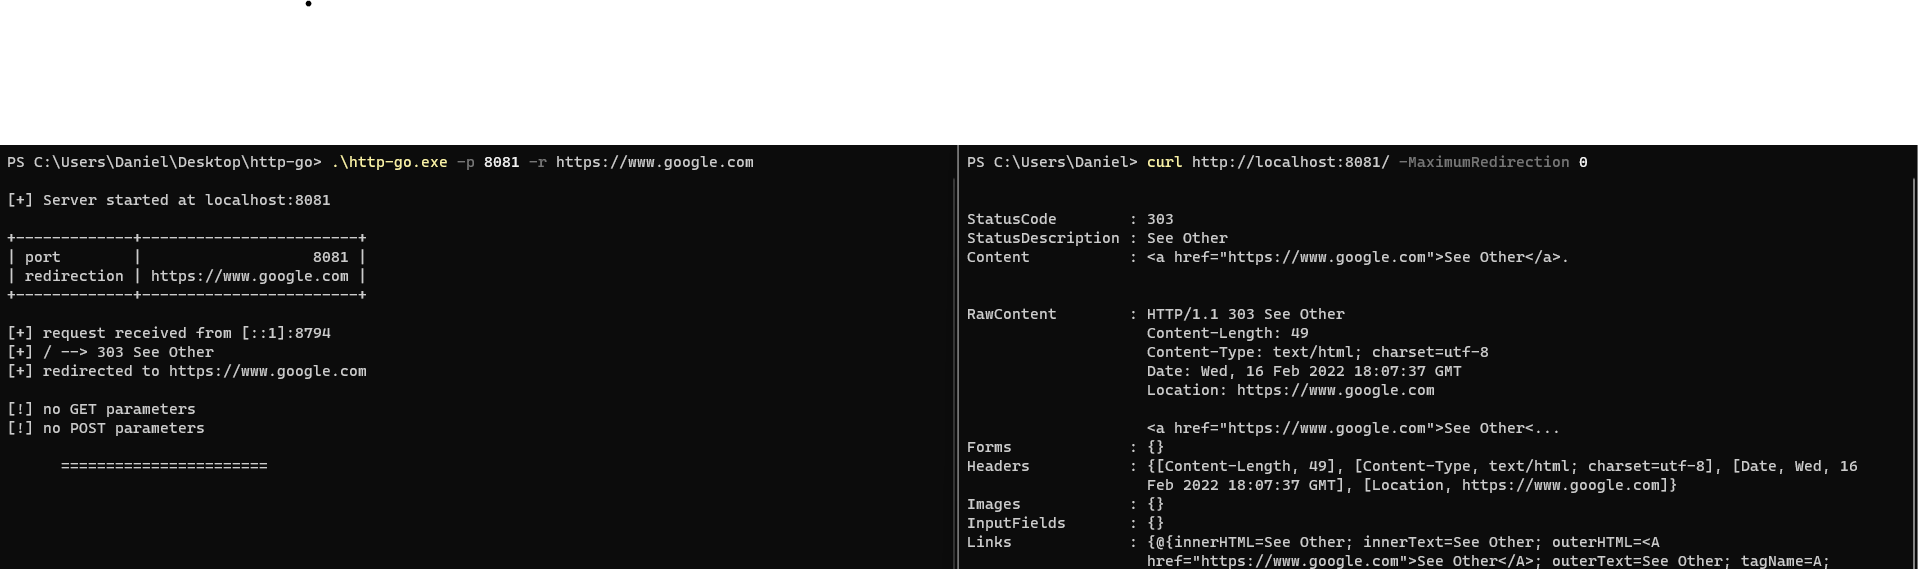 PS C:\Users\Daniel\Desktop\http-go> .\http-go.exe -p 8081 -r https://www.google.com
[+] Server started at localhost:8081
+-------------+------------------------+
| port        |                   8081 |
| redirection | https://www.google.com |
+-------------+------------------------+
[+] request received from [::1]:8794
[+] / --> 303 See Other
[+] redirected to https://www.google.com
[!] no GET parameters
[!] no POST parameters
=======================
PS C:\Users\Daniel> curl http://localhost:8081/ -MaximumRedirection 0
StatusCode        : 303
StatusDescription : See Other
Content           : <a href="https://www.google.com">See Other</a>.
RawContent        : HTTP/1.1 303 See Other
Content-Length: 49
Content-Type: text/html; charset=utf-8
Date: Wed, 16 Feb 2022 18:07:37 GMT
Location: https://www.google.com
<a href="https://www.google.com">See Other<...
Forms             : {}
Headers           : {[Content-Length, 49], [Content-Type, text/html; charset=utf-8], [Date, Wed, 16
Feb 2022 18:07:37 GMT], [Location, https://www.google.com]}
Images            : {}
InputFields       : {}
Links             : {@{innerHTML=See Other; innerText=See Other; outerHTML=<A
href="https://www.google.com">See Other</A>; outerText=See Other; tagName=A;